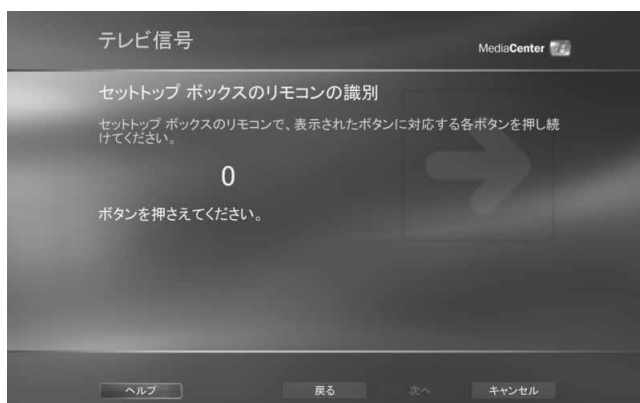 テレビ信号
MediaCenter
セットトップ ボックスのリモコンの識別
セットトップ ボックスのリモコンで、表示されたボタンに対応する各ボタンを押し続
けてください。
0
ボタンを押さえてください。
ヘルプ
戻る
次へ
キャンセル